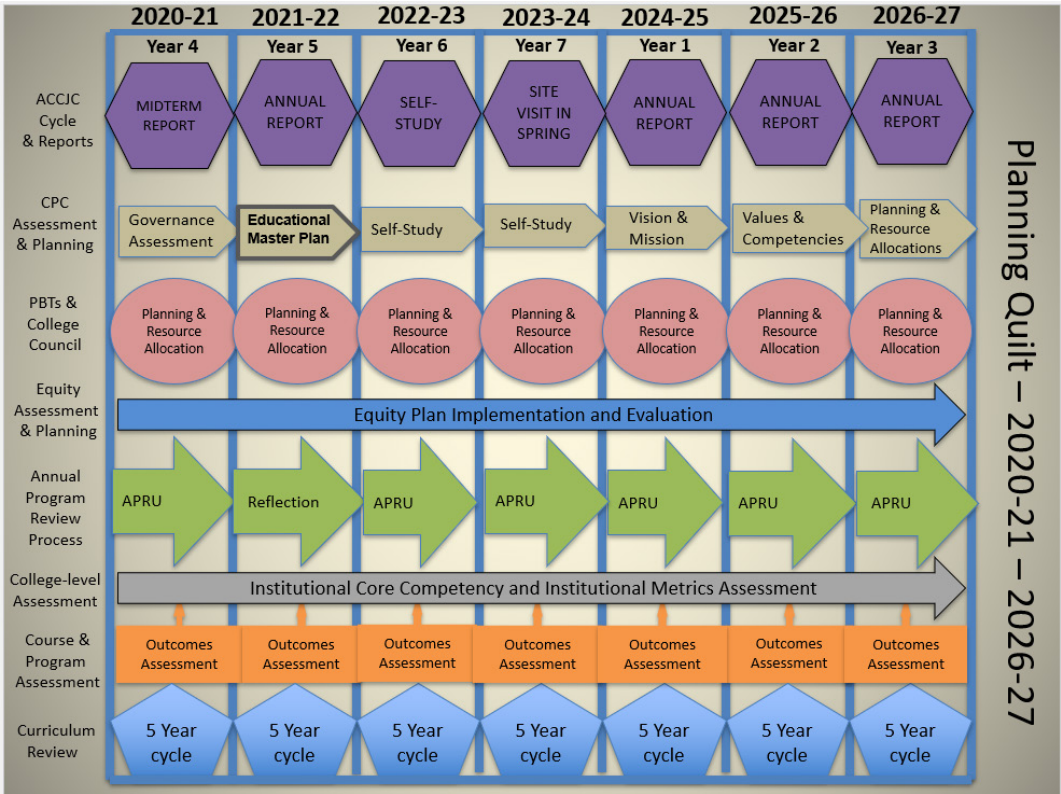 2020-21 2021-22 2022-23 2023-24 2024-25 2025-26 2026-27
Year 4 Year 5 Year 6 Year 7 Year 1 Year 2 Year 3
ACCJC
Cycle
& Reports
MIDTERM
REPORT
ANNUAL
REPORT
SELF-
STUDY
SITE
VISIT IN
SPRING
ANNUAL
REPORT
ANNUAL
REPORT
ANNUAL
REPORT
CPC
Assessment
& Planning
Governance
Assessment
Educational
Master Plan
Self-Study
Self-Study
Vision &
Mission
Values &
Competencies
Planning &
Resource
Allocations
PBTs &
College
Council
Planning &
Resource
Allocation
Planning &
Resource
Allocation
Planning &
Resource
Allocation
Planning &
Resource
Allocation
Planning &
Resource
Allocation
Planning &
Resource
Allocation
Planning &
Resource
Allocation
Equity
Assessment
& Planning
Equity Plan Implementation and Evaluation
Annual
Program
Review
Process
APRU
Reflection
APRU
APRU
APRU
APRU
APRU
College-level
Assessment
Institutional Core Competency and Institutional Metrics Assessment
Course &
Program
Assessment
Outcomes
Assessment
Outcomes
Assessment
Outcomes
Assessment
Outcomes
Assessment
Outcomes
Assessment
Outcomes
Assessment
Outcomes
Assessment
Curriculum
Review
5 Year
cycle
5 Year
cycle
5 Year
cycle
5 Year
cycle
5 Year
cycle
5 Year
cycle
5 Year
cycle
Planning Quilt – 2020-21 – 2026-27